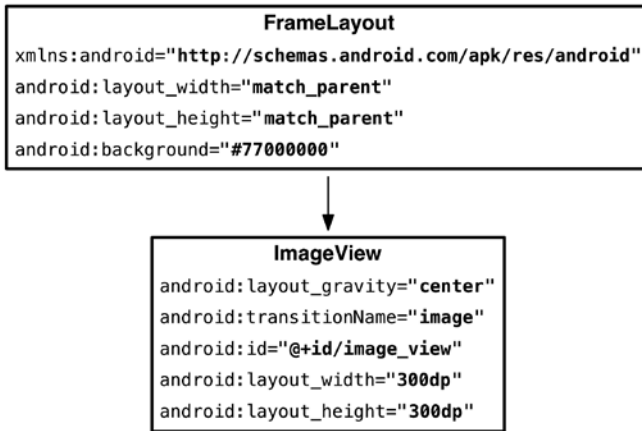 FrameLayout
xmlns:android="http://schemas.android.com/apk/res/android"
android:layout_width="match_parent"
android:layout_height="match_parent"
android:background="#77000000"
ImageView
android:layout_gravity="center"
android:transitionName="image"
android:id="@+id/image_view"
android:layout_width="300dp"
android:layout_height="300dp"